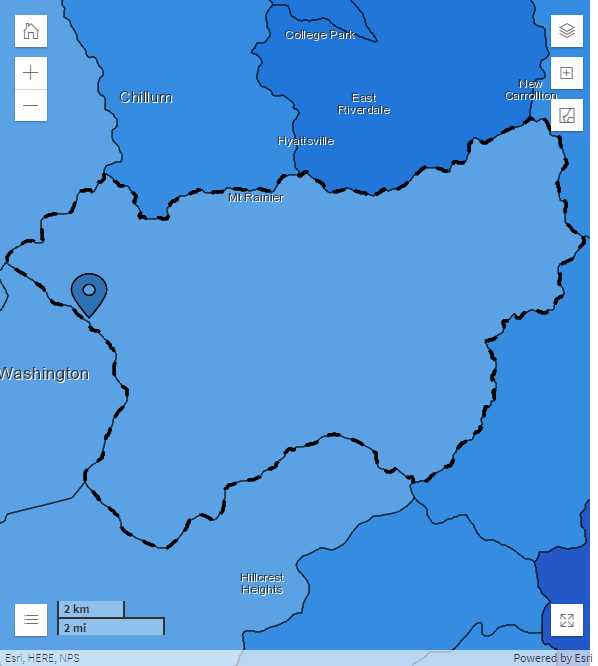 College Park
New
Carrollton
Chillum
East
Riverdale
Hyattsville
Mt Rainier
Washington
Hillcrest
Heights
2 km
2 mi
Esri, HERE, NPS
Powered by Esri